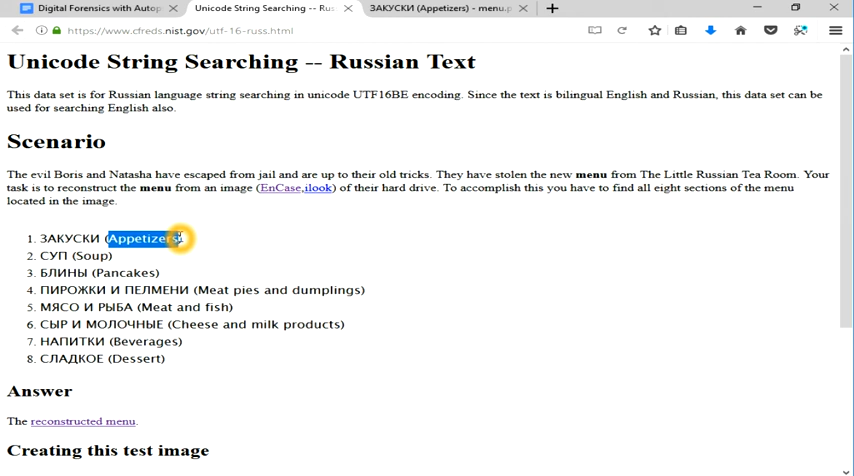 Digital Forensics with Autop
Unicode String Searching -- Rus
ЗАКУСКИ (Appetizers) - menu.p
https://www.cfreds.nist.gov/utf-16-russ.html
Unicode String Searching -- Russian Text
This data set is for Russian language string searching in unicode UTF16BE encoding. Since the text is bilingual English and Russian, this data set can be
used for searching English also.
Scenario
The evil Boris and Natasha have escaped from jail and are up to their old tricks. They have stolen the new menu from The Little Russian Tea Room. Your
task is to reconstruct the menu from an image (EnCase,ilook) of their hard drive. To accomplish this you have to find all eight sections of the menu
located in the image.
1. ЗАКУСКИ (Appetizers)
2. СУП (Soup)
3. БЛИНЫ (Pancakes)
4. ПИРОЖКИ И ПЕЛМЕНИ (Meat pies and dumplings)
5. МЯСО И РЫБА (Meat and fish)
6. СЫР И МОЛОЧНЫЕ (Cheese and milk products)
7. НАПИТКИ (Beverages)
8. СЛАДКОЕ (Dessert)
Answer
The reconstructed menu.
Creating this test image